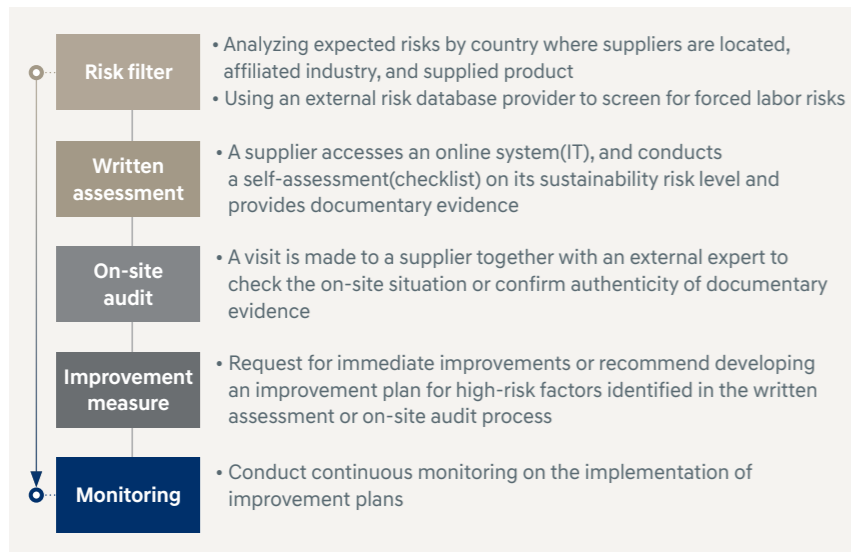 Risk filter
• Analyzing expected risks by country where suppliers are located,
affiliated industry, and supplied product
• Using an external risk database provider to screen for forced labor risks
Written
assessment
• A supplier accesses an online system(IT), and conducts
a self-assessment(checklist) on its sustainability risk level and
provides documentary evidence
On-site
audit
• A visit is made to a supplier together with an external expert to
check the on-site situation or confirm authenticity of documentary
evidence
Improvement
measure
• Request for immediate improvements or recommend developing
an improvement plan for high-risk factors identified in the written
assessment or on-site audit process
Monitoring
• Conduct continuous monitoring on the implementation of
improvement plans